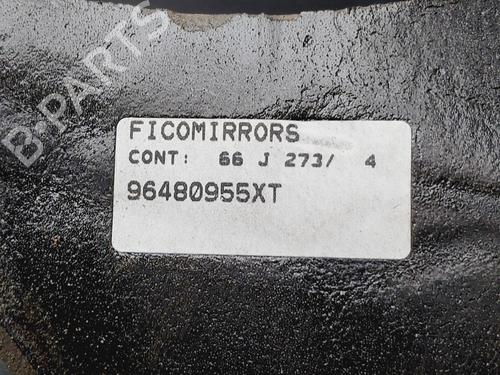 B-PARTS
FICOMIRRORS
CONT: 66 J 273/ 4
96480955XT